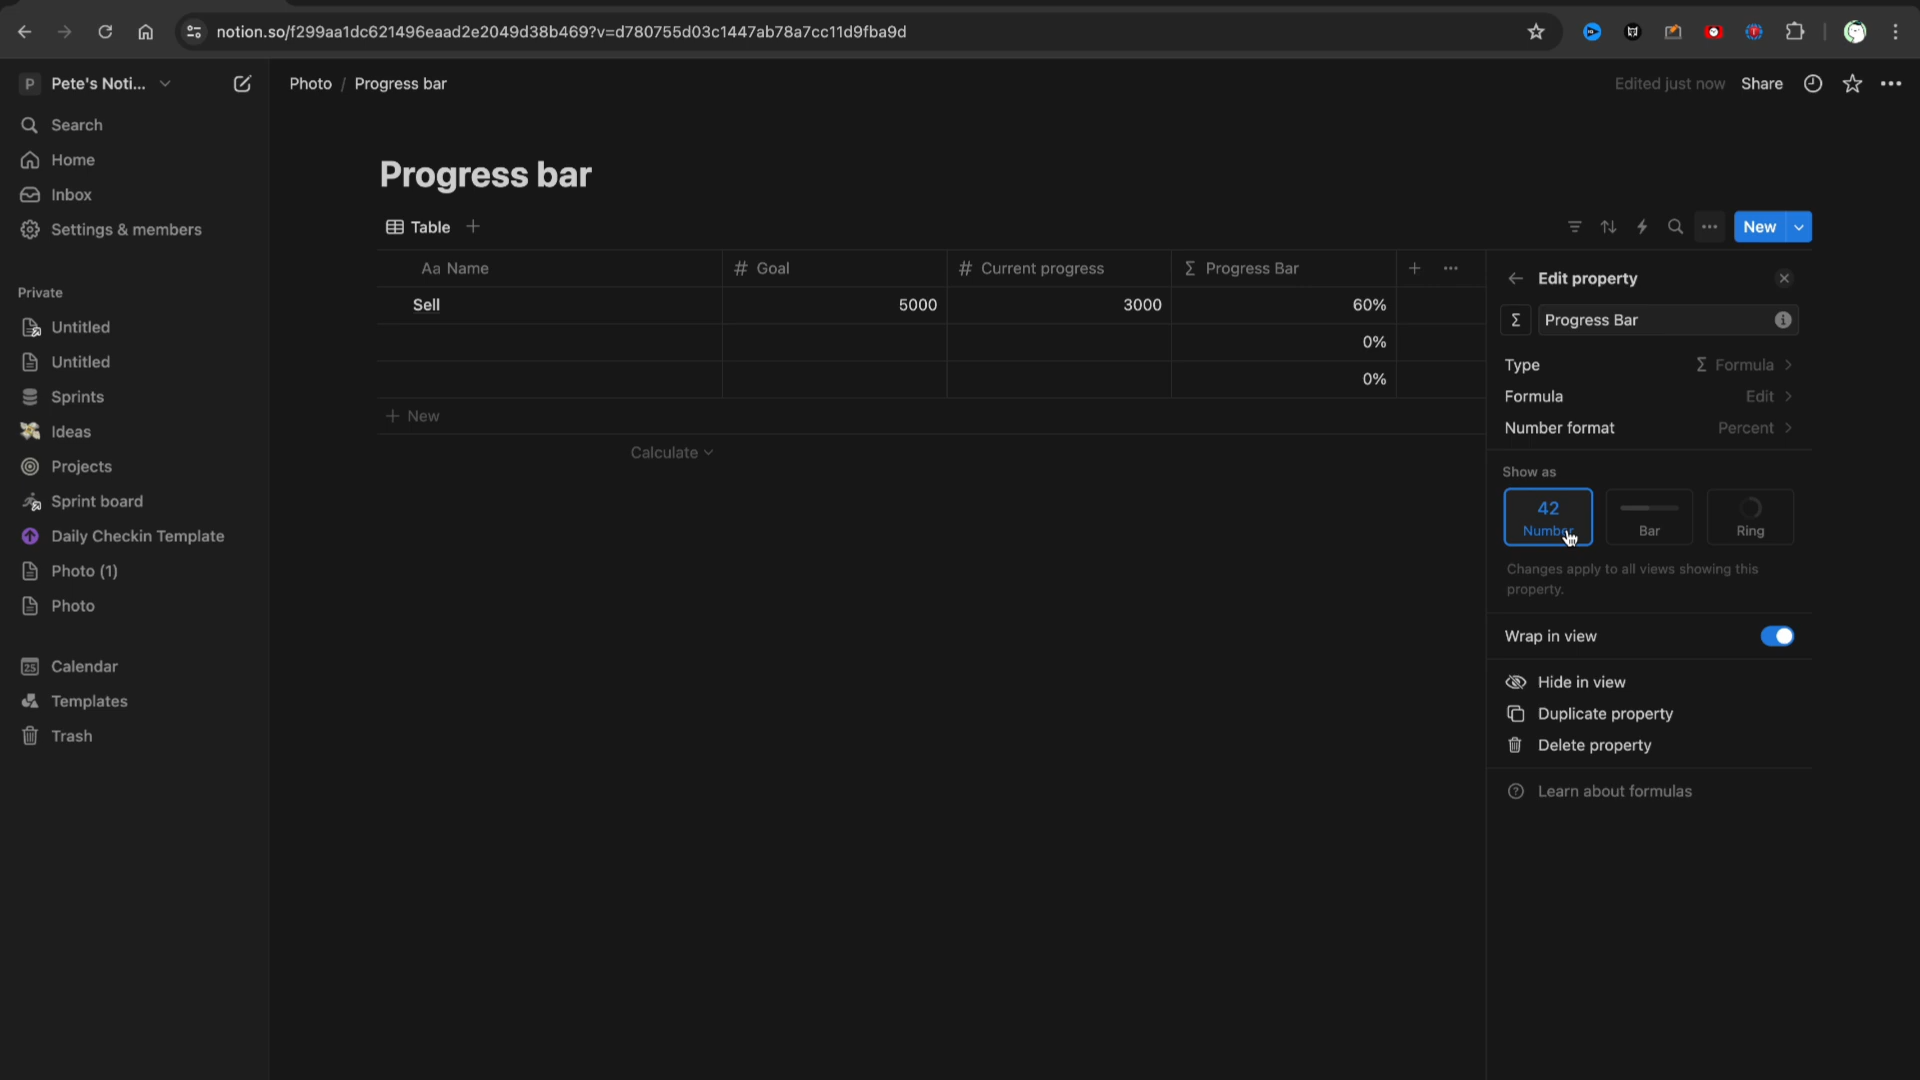 notion.so/f299aa1dc621496eaad2e2049d38b469?v=d780755d03c1447ab78a7cc11d9fba9d
P Pete's Noti...
Search
Home
Inbox
Settings & members
Private
Untitled
Untitled
Sprints
Ideas
Projects
Sprint board
Daily Checkin Template
Photo (1)
Photo
25 Calendar
Templates
Trash
Photo / Progress bar
Edited just now Share
Progress bar
Table
New
Aa Name # Goal # Current progress Σ Progress Bar
Sell 5000 3000 60%
0%
0%
+ New
Calculate
Edit property
Σ Progress Bar
Type Σ Formula
Formula Edit
Number format Percent
Show as
42
Number Bar Ring
Changes apply to all views showing this
property.
Wrap in view
Hide in view
Duplicate property
Delete property
Learn about formulas